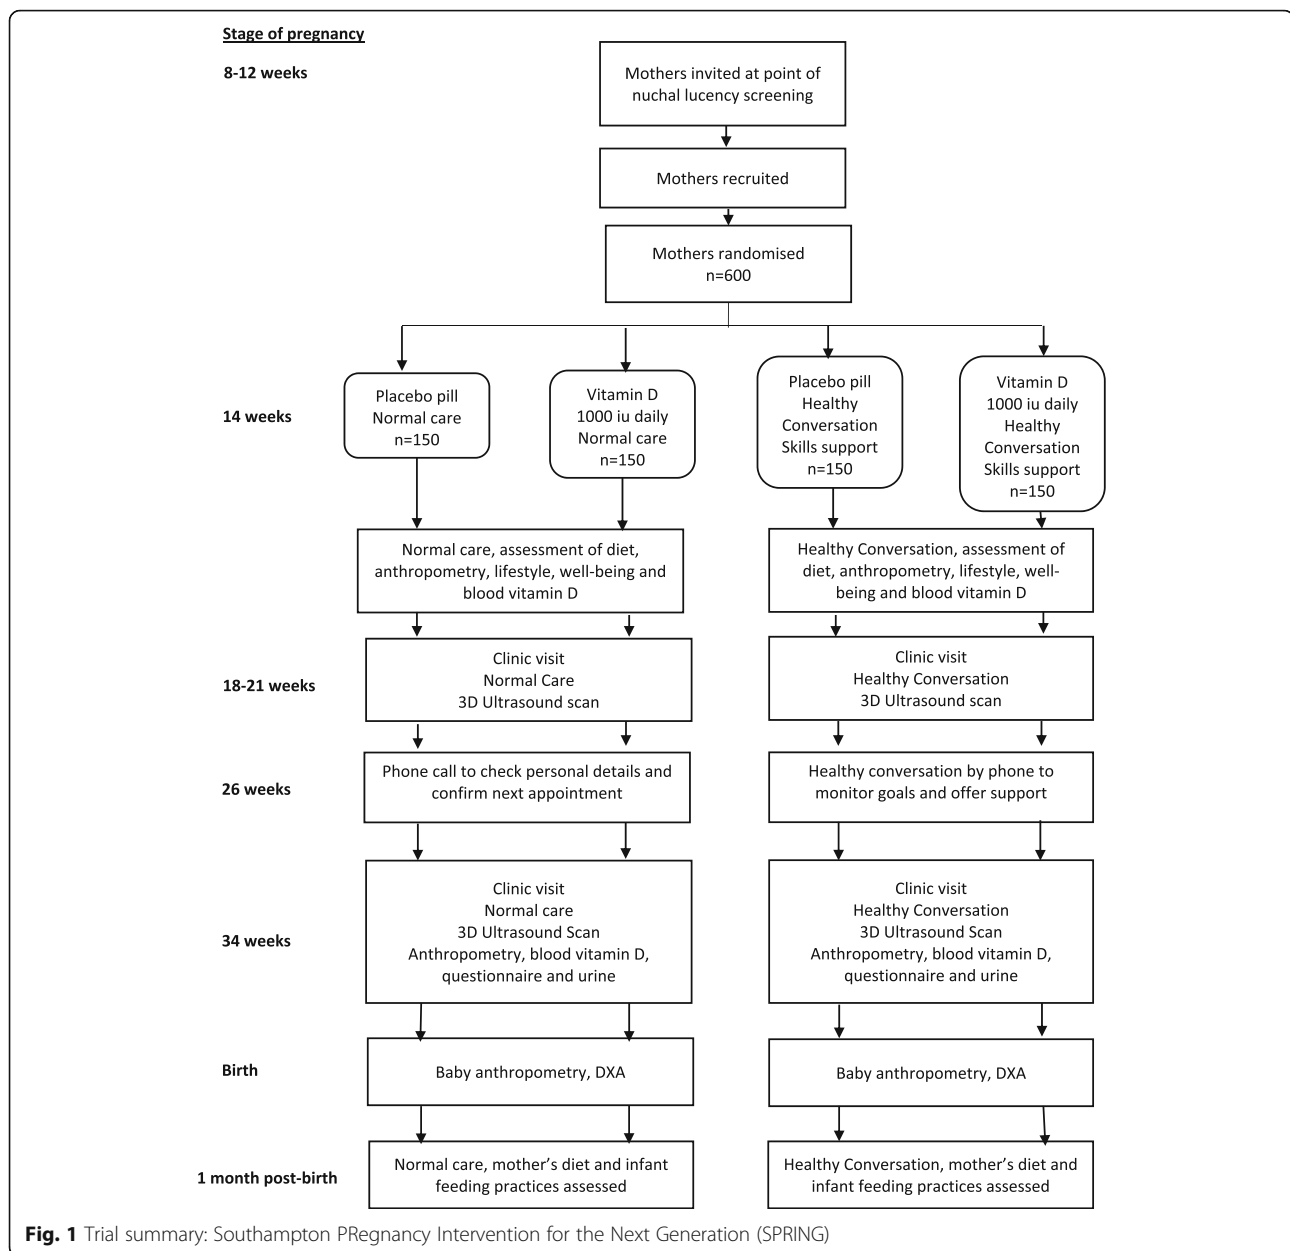 Stage of pregnancy
8-12 weeks
Mothers invited at point of
nuchal lucency screening
Mothers recruited
Mothers randomised
n=600
14 weeks
Placebo pill
Normal care
n=150
Vitamin D
1000 iu daily
Normal care
n=150
Placebo pill
Healthy
Conversation
Skills support
n=150
Vitamin D
1000 iu daily
Healthy
Conversation
Skills support
n=150
Normal care, assessment of diet,
anthropometry, lifestyle, well-being and
blood vitamin D
Healthy Conversation, assessment of
diet, anthropometry, lifestyle, well-
being and blood vitamin D
18-21 weeks
Clinic visit
Normal Care
3D Ultrasound scan
Clinic visit
Healthy Conversation
3D Ultrasound scan
26 weeks
Phone call to check personal details and
confirm next appointment
Healthy conversation by phone to
monitor goals and offer support
34 weeks
Clinic visit
Normal care
3D Ultrasound Scan
Anthropometry, blood vitamin D,
questionnaire and urine
Clinic visit
Healthy Conversation
3D Ultrasound Scan
Anthropometry, blood vitamin D,
questionnaire and urine
Birth
Baby anthropometry, DXA
Baby anthropometry, DXA
1 month post-birth
Normal care, mother’s diet and infant
feeding practices assessed
Healthy Conversation, mother’s diet and
infant feeding practices assessed
Fig. 1 Trial summary: Southampton PRegnancy Intervention for the Next Generation (SPRING)